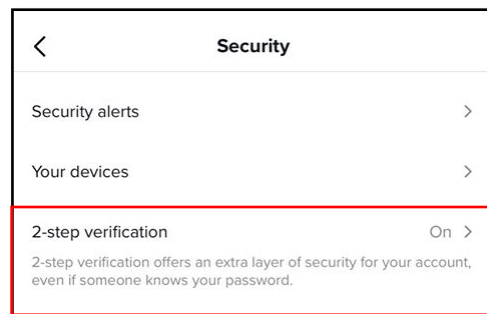 Security
Security alerts
Your devices
2-step verification On
2-step verification offers an extra layer of security for your account,
even if someone knows your password.